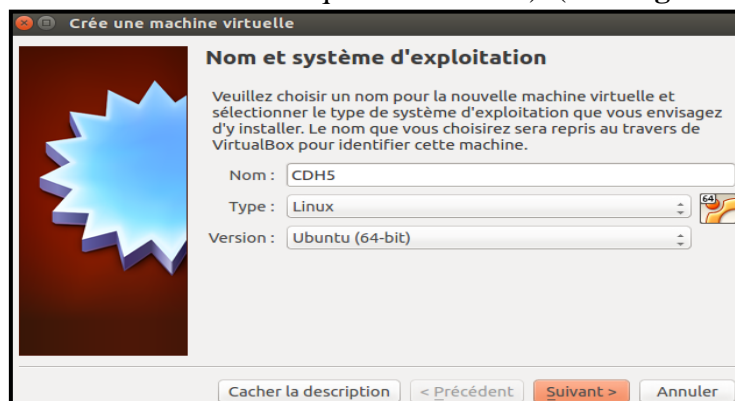 Crée une machine virtuelle
Nom et système d'exploitation
Veuillez choisir un nom pour la nouvelle machine virtuelle et
sélectionner le type de système d'exploitation que vous envisagez
d'y installer. Le nom que vous choisirez sera repris au travers de
VirtualBox pour identifier cette machine.
Nom : CDH5
Type : Linux
64
Version : Ubuntu (64-bit)
Cacher la description < Précédent Suivant > Annuler